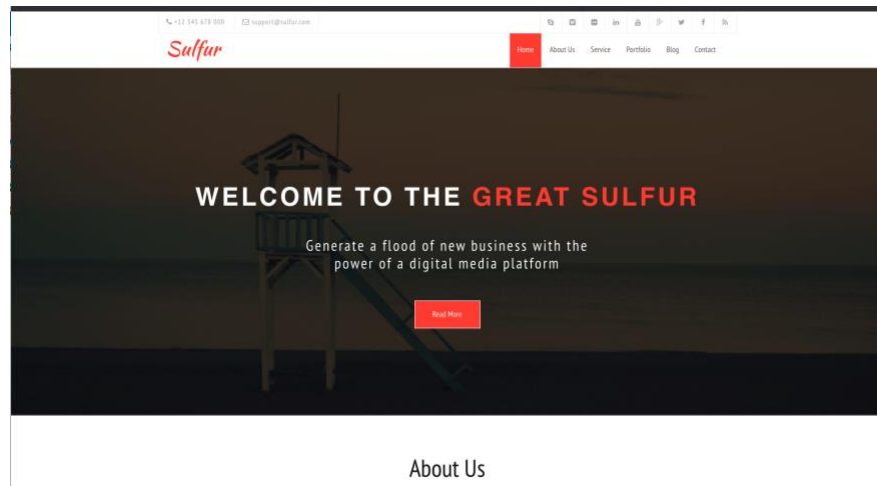 +12 345 678 000 support@sulfur.com
Sulfur
Home About Us Service Portfolio Blog Contact
WELCOME TO THE GREAT SULFUR
Generate a flood of new business with the
power of a digital media platform
Read More
About Us